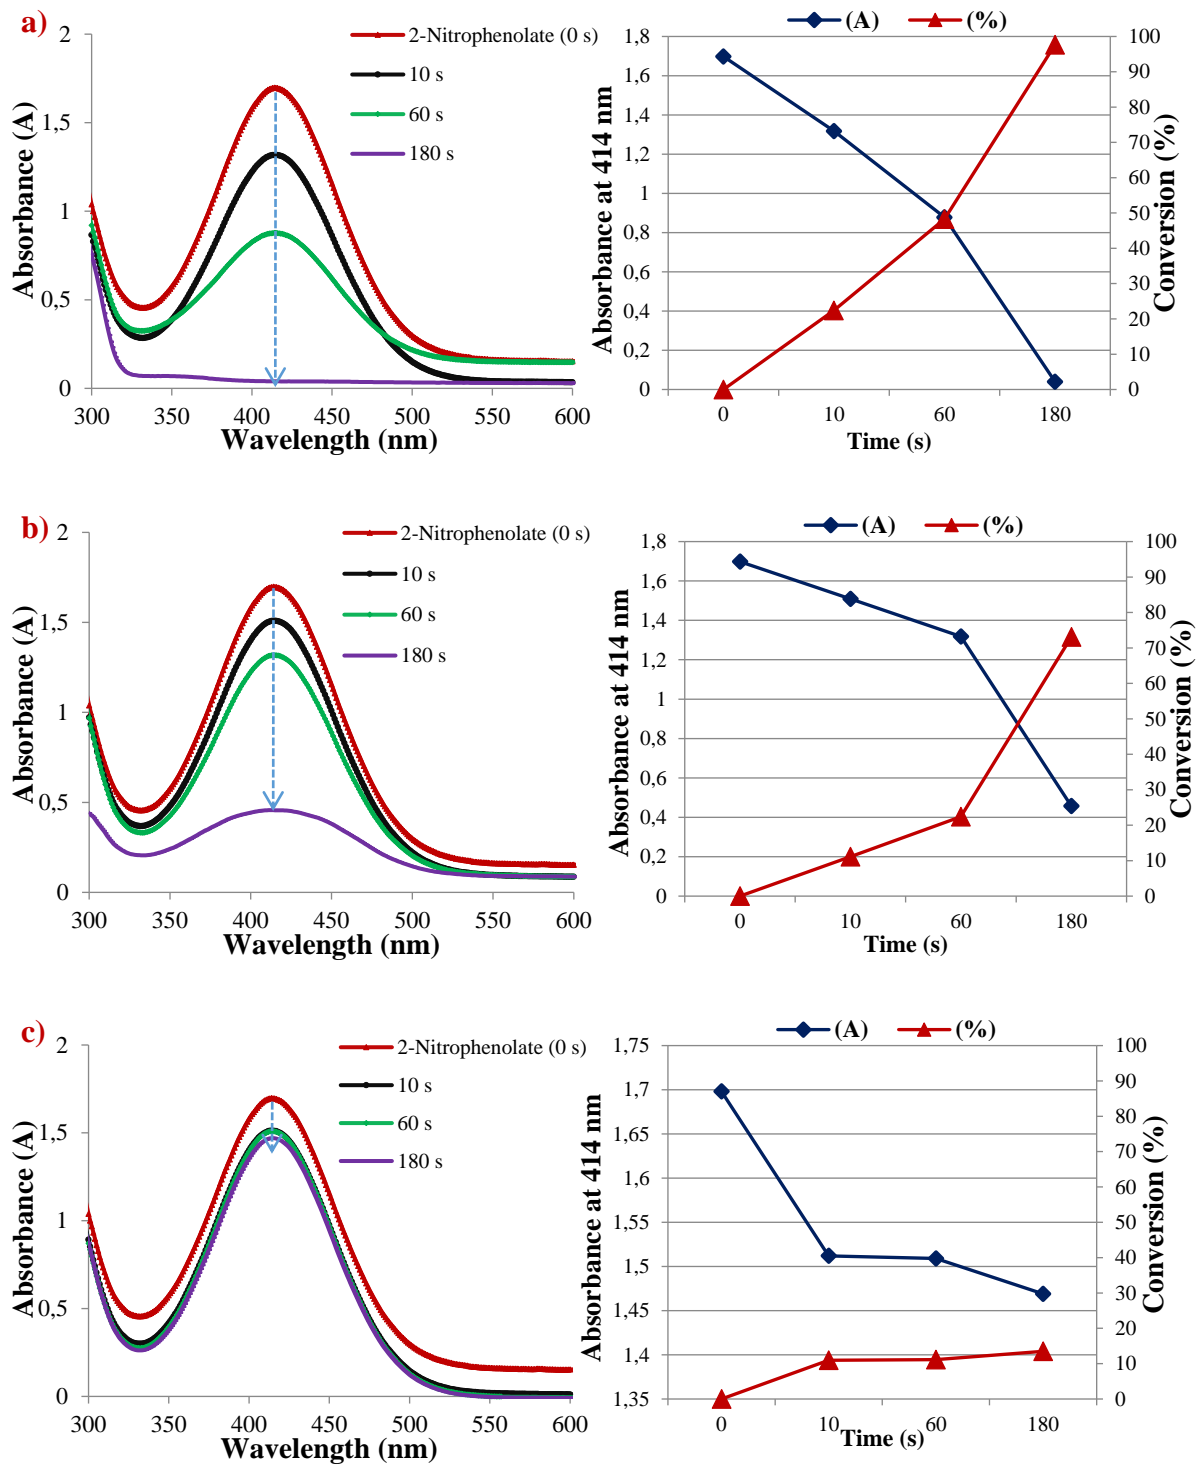 a)
2-Nitrophenolate (0 s)
10 s
60 s
180 s
2
1,5
1
0,5
0
Absorbance (A)
300 350 400 450 500 550 600
Wavelength (nm)
(A) (%)
1,8
1,6
1,4
1,2
1
0,8
0,6
0,4
0,2
0
Absorbance at 414 nm
100
90
80
70
60
50
40
30
20
10
0
Conversion (%)
0 10 60 180
Time (s)
b)
2-Nitrophenolate (0 s)
10 s
60 s
180 s
2
1,5
1
0,5
0
Absorbance (A)
300 350 400 450 500 550 600
Wavelength (nm)
(A) (%)
1,8
1,6
1,4
1,2
1
0,8
0,6
0,4
0,2
0
Absorbance at 414 nm
100
90
80
70
60
50
40
30
20
10
0
Conversion (%)
0 10 60 180
Time (s)
c)
2-Nitrophenolate (0 s)
10 s
60 s
180 s
2
1,5
1
0,5
0
Absorbance (A)
300 350 400 450 500 550 600
Wavelength (nm)
(A) (%)
1,75
1,7
1,65
1,6
1,55
1,5
1,45
1,4
1,35
Absorbance at 414 nm
100
90
80
70
60
50
40
30
20
10
0
Conversion (%)
0 10 60 180
Time (s)